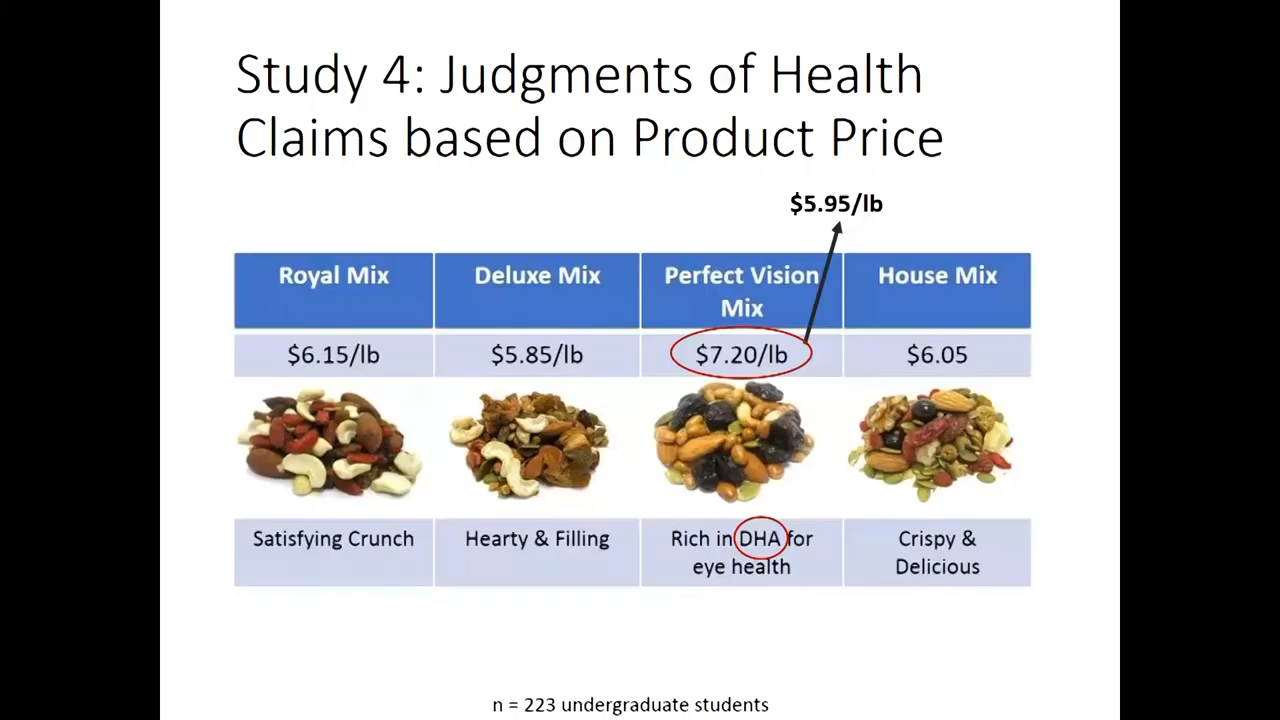 Study 4: Judgments of Health
Claims based on Product Price
$5.95/lb
Royal Mix
Deluxe Mix
Perfect Vision
Mix
House Mix
$6.15/lb
$5.85/lb
$7.20/lb
$6.05
Satisfying Crunch
Hearty & Filling
Rich in DHA for
eye health
Crispy &
Delicious
n = 223 undergraduate students